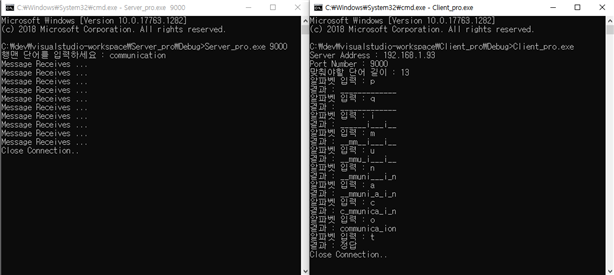 C:₩Windows₩System32₩cmd.exe - Server_pro.exe  9000
Microsoft Windows [Version 10.0.17763.1282]
(c) 2018 Microsoft Corporation. All rights reserved.
C:₩dev₩visualstudio-workspace₩Server_pro₩Debug>Server_pro.exe 9000
행맨 단어를 입력하세요 : communication
Message Receives ...
Message Receives ...
Message Receives ...
Message Receives ...
Message Receives ...
Message Receives ...
Message Receives ...
Message Receives ...
Message Receives ...
Message Receives ...
Close Connection..
C:₩Windows₩System32₩cmd.exe - Client_pro.exe
Microsoft Windows [Version 10.0.17763.1282]
(c) 2018 Microsoft Corporation. All rights reserved.
C:₩dev₩visualstudio-workspace₩Client_pro₩Debug>Client_pro.exe
Server Address : 192.168.1.93
Port Number : 9000
맞춰야할 단어 길이 : 13
알파벳 입력 : p
결과 : _____________
알파벳 입력 : q
결과 : _____________
알파벳 입력 : i
결과 : _____i___i__
알파벳 입력 : m
결과 : __mm__i___i__
알파벳 입력 : u
결과 : __mmu_i___i__
알파벳 입력 : n
결과 : __mmuni___i_n
알파벳 입력 : a
결과 : __mmuni_a_i_n
알파벳 입력 : c
결과 : c_mmunica_i_n
알파벳 입력 : o
결과 : communica_ion
알파벳 입력 : t
결과 : 정답
Close Connection..